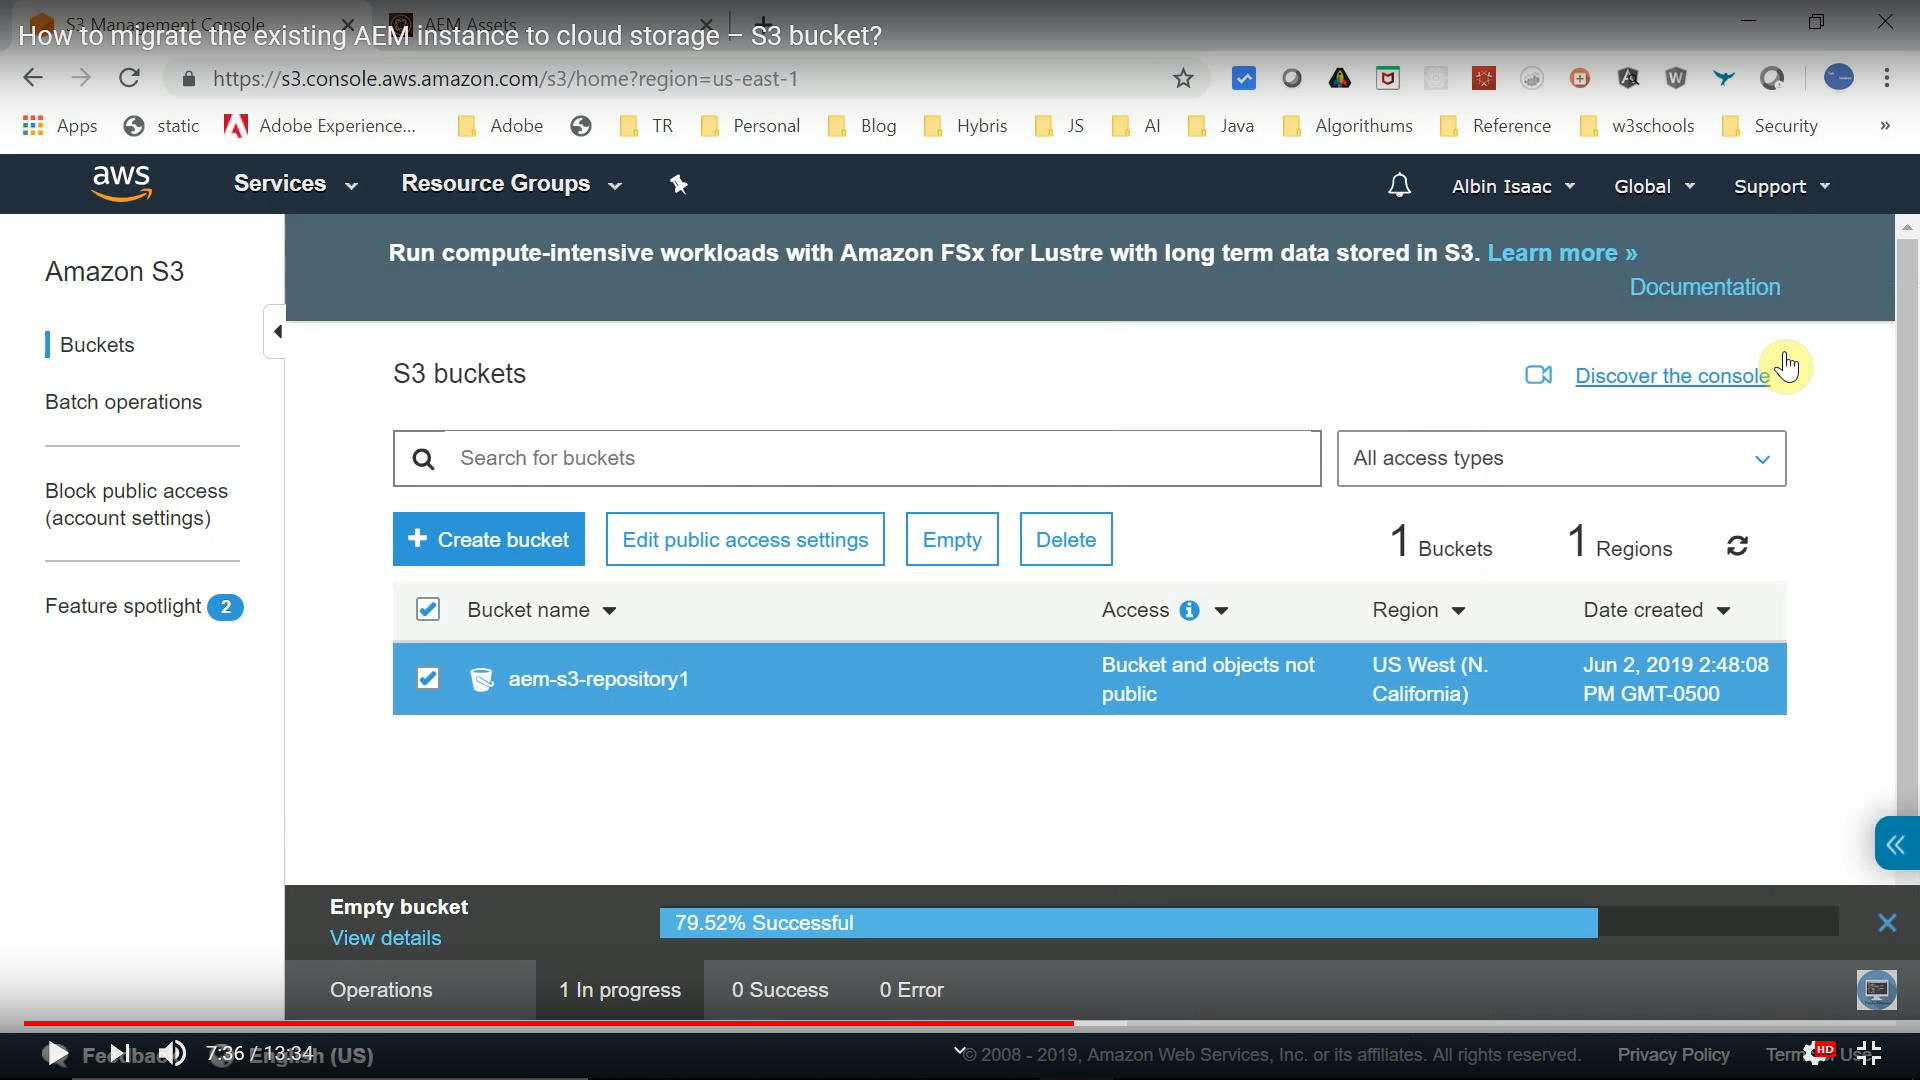 S3 Management Console
AEM Assets
How to migrate the existing AEM instance to cloud storage – S3 bucket?
https://s3.console.aws.amazon.com/s3/home?region=us-east-1
Apps
static
Adobe Experience...
Adobe
TR
Personal
Blog
Hybris
JS
AI
Java
Algorithums
Reference
w3schools
Security
»
aws
Services
Resource Groups
Albin Isaac
Global
Support
Amazon S3
Buckets
Batch operations
Block public access
(account settings)
Feature spotlight 2
Run compute-intensive workloads with Amazon FSx for Lustre with long term data stored in S3. Learn more »
Documentation
S3 buckets
Discover the console
Search for buckets
All access types
+ Create bucket
Edit public access settings
Empty
Delete
1 Buckets
1 Regions
Bucket name
Access
Region
Date created
aem-s3-repository1
Bucket and objects not
public
US West (N.
California)
Jun 2, 2019 2:48:08
PM GMT-0500
Empty bucket
View details
79.52% Successful
Operations
1 In progress
0 Success
0 Error
7:36 / 13:34
English (US)
© 2008 - 2019, Amazon Web Services, Inc. or its affiliates. All rights reserved.
Privacy Policy
HD